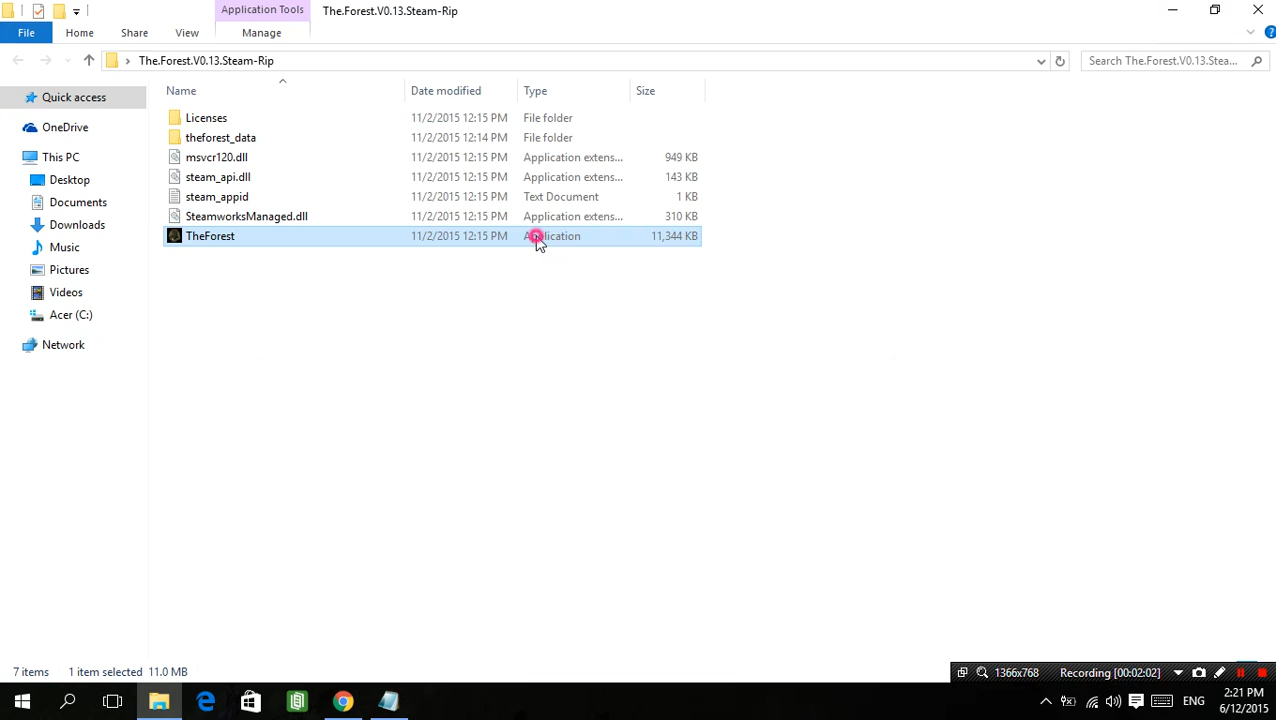 Application Tools
The.Forest.V0.13.Steam-Rip
File Home Share View Manage
The.Forest.V0.13.Steam-Rip
Search The.Forest.V0.13.Stea...
Name Date modified Type Size
Licenses 11/2/2015 12:15 PM File folder
theforest_data 11/2/2015 12:14 PM File folder
msvcr120.dll 11/2/2015 12:15 PM Application extens... 949 KB
steam_api.dll 11/2/2015 12:15 PM Application extens... 143 KB
steam_appid 11/2/2015 12:15 PM Text Document 1 KB
SteamworksManaged.dll 11/2/2015 12:15 PM Application extens... 310 KB
TheForest 11/2/2015 12:15 PM Application 11,344 KB
Quick access
OneDrive
This PC
Desktop
Documents
Downloads
Music
Pictures
Videos
Acer (C:)
Network
7 items 1 item selected 11.0 MB
1366x768 Recording [00:02:02]
ENG
2:21 PM
6/12/2015